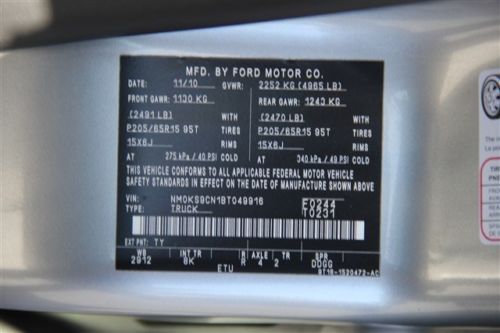 MFD. BY FORD MOTOR CO.
DATE: 11/10 GVWR: 2252 KG (4965 LB)
FRONT GAWR: 1130 KG REAR GAWR: 1243 KG
(2491 LB) WITH (2470 LB) WITH
P205/65R15 95T TIRES P205/65R15 95T TIRES
15X6J RIMS 15X6J RIMS
AT 275 kPa / 40 PSI COLD AT 340 kPa / 49 PSI COLD
THIS VEHICLE CONFORMS TO ALL APPLICABLE FEDERAL MOTOR VEHICLE
SAFETY STANDARDS IN EFFECT ON THE DATE OF MANUFACTURE SHOWN ABOVE.
VIN: NM0KS9CN1BT049916 F0244
TYPE: TRUCK T0231
EXT PNT: TY
WB INT TR R AXLE TR SPR
2912 8K R 4 2 DDGG
ETU 9T16-1520472-AC